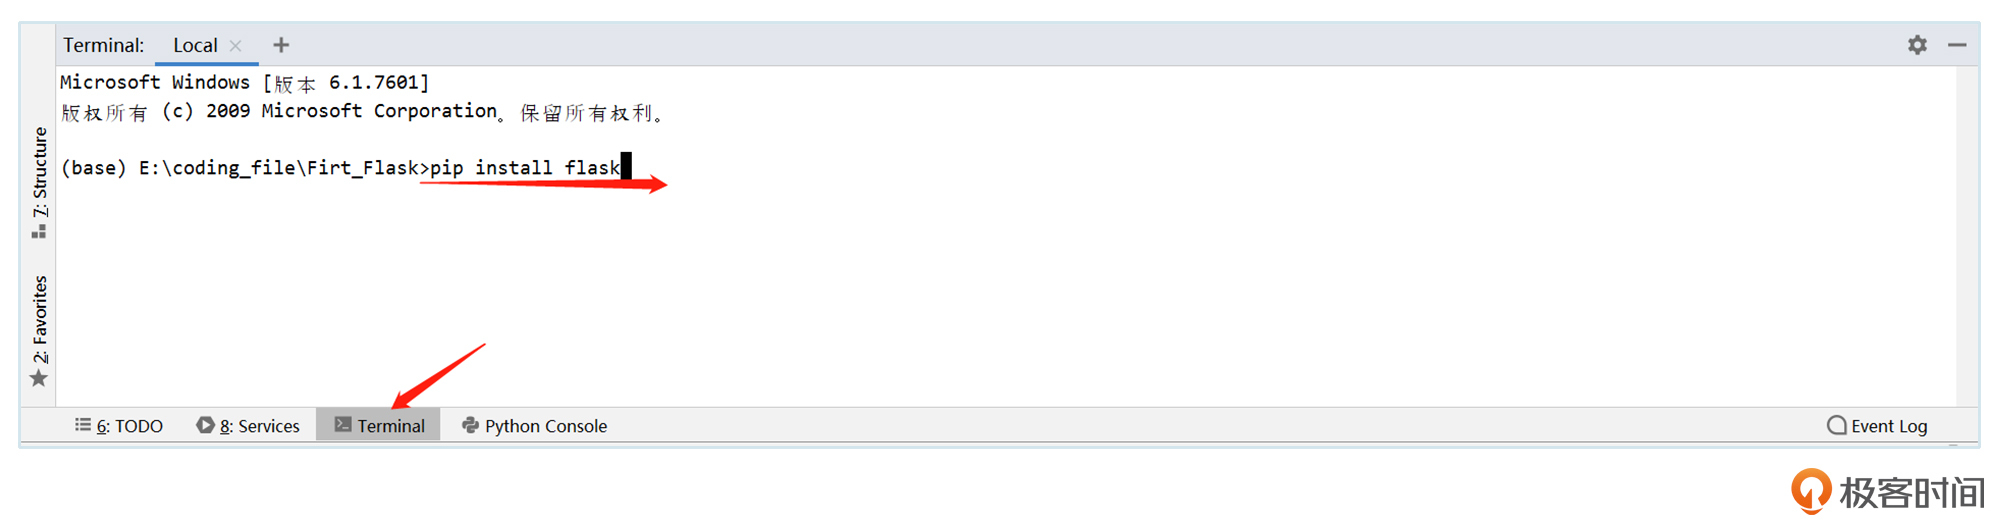 Terminal: Local × +
Microsoft Windows [版本 6.1.7601]
版权所有 (c) 2009 Microsoft Corporation。保留所有权利。
(base) E:\coding_file\Firt_Flask>pip install flask
7: Structure
2: Favorites
6: TODO 8: Services Terminal Python Console Event Log
极客时间